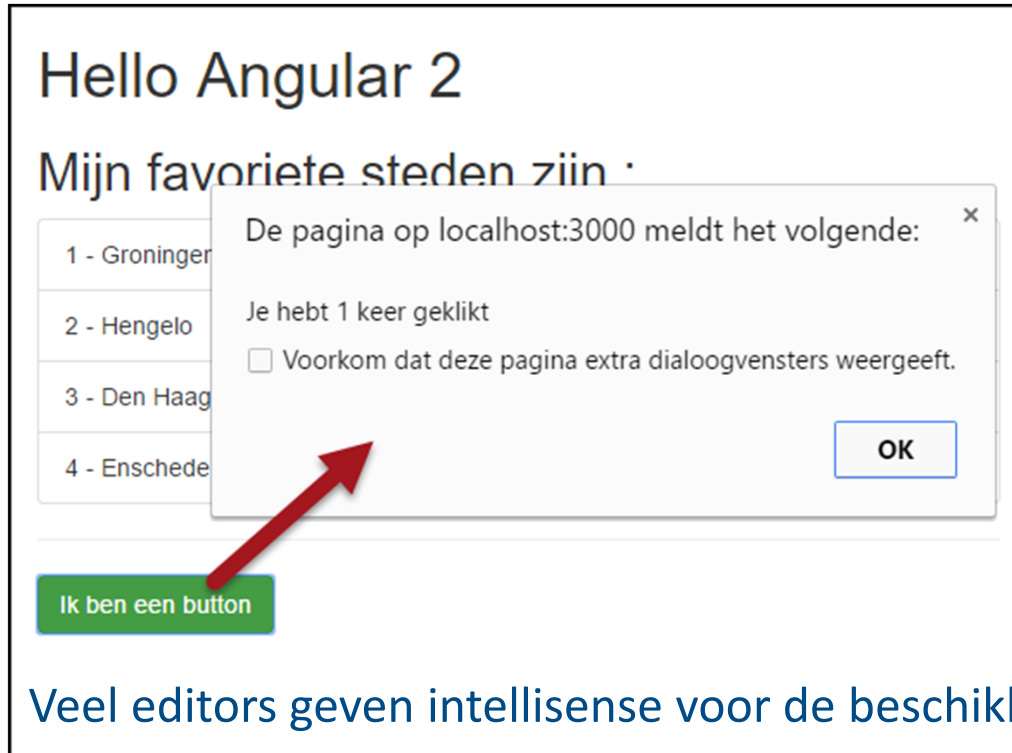 Hello Angular 2
Mijn favoriete steden zijn :
De pagina op localhost:3000 meldt het volgende:
×
1 - Groningen
Je hebt 1 keer geklikt
2 - Hengelo
Voorkom dat deze pagina extra dialoogvensters weergeeft.
3 - Den Haag
OK
4 - Enschede
Ik ben een button
Veel editors geven intellisense voor de